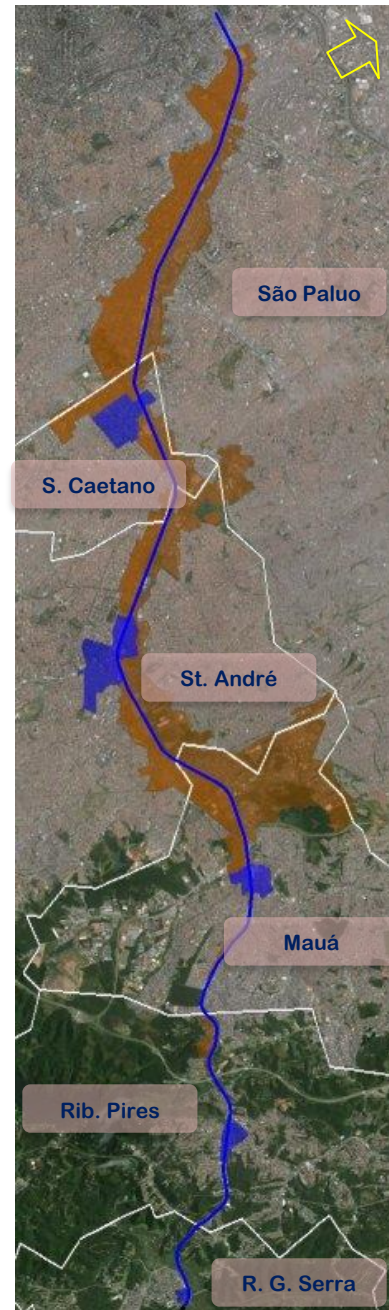 São Paluo
S. Caetano
St. André
Mauá
Rib. Pires
R. G. Serra